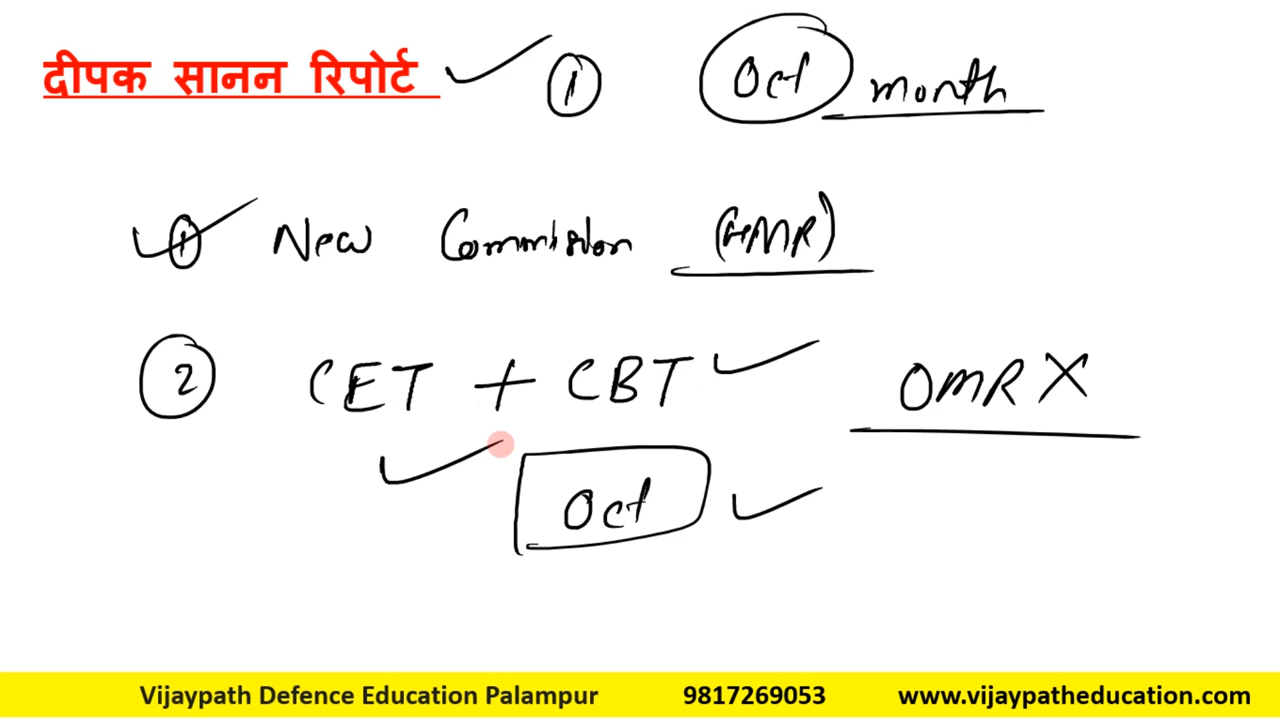 दीपक सानन रिपोर्ट ① Oct month
① New Commission
② CET + CBT OMR X
Oct
Vijaypath Defence Education Palampur 9817269053 www.vijaypatheducation.com